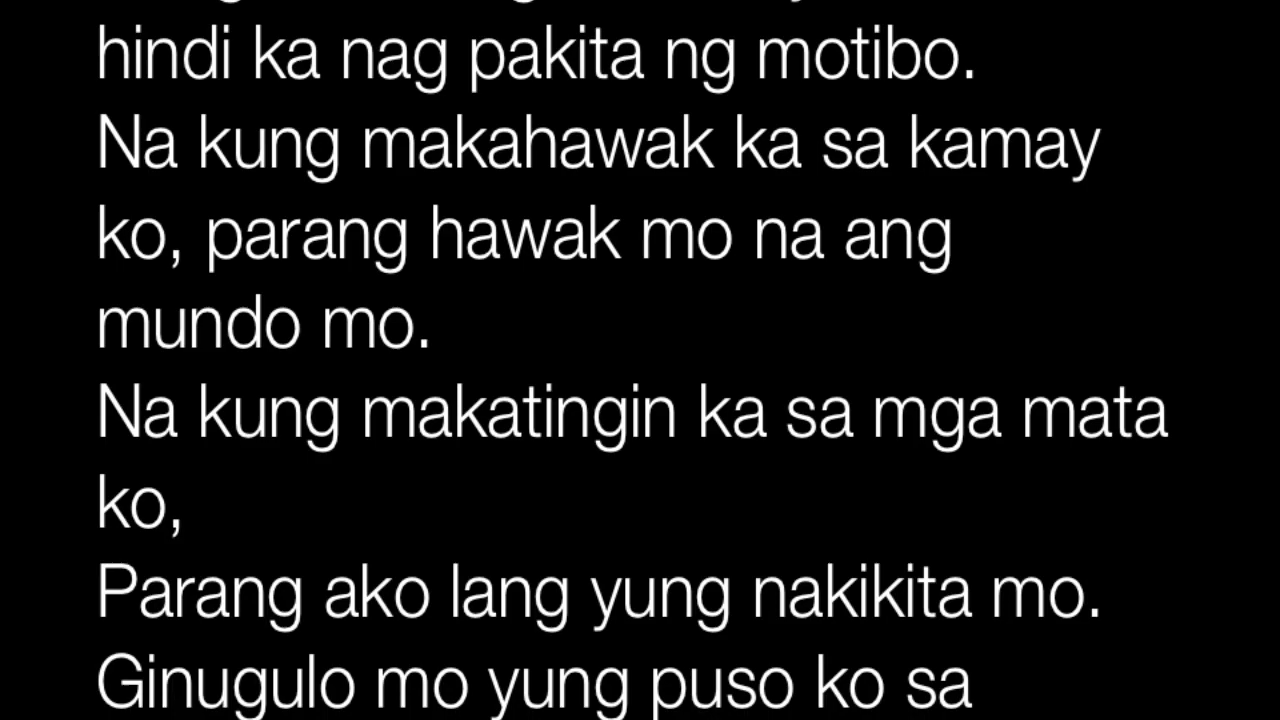 hindi ka nag pakita ng motibo.
Na kung makahawak ka sa kamay
ko, parang hawak mo na ang
mundo mo.
Na kung makatingin ka sa mga mata
ko,
Parang ako lang yung nakikita mo.
Ginugulo mo yung puso ko sa